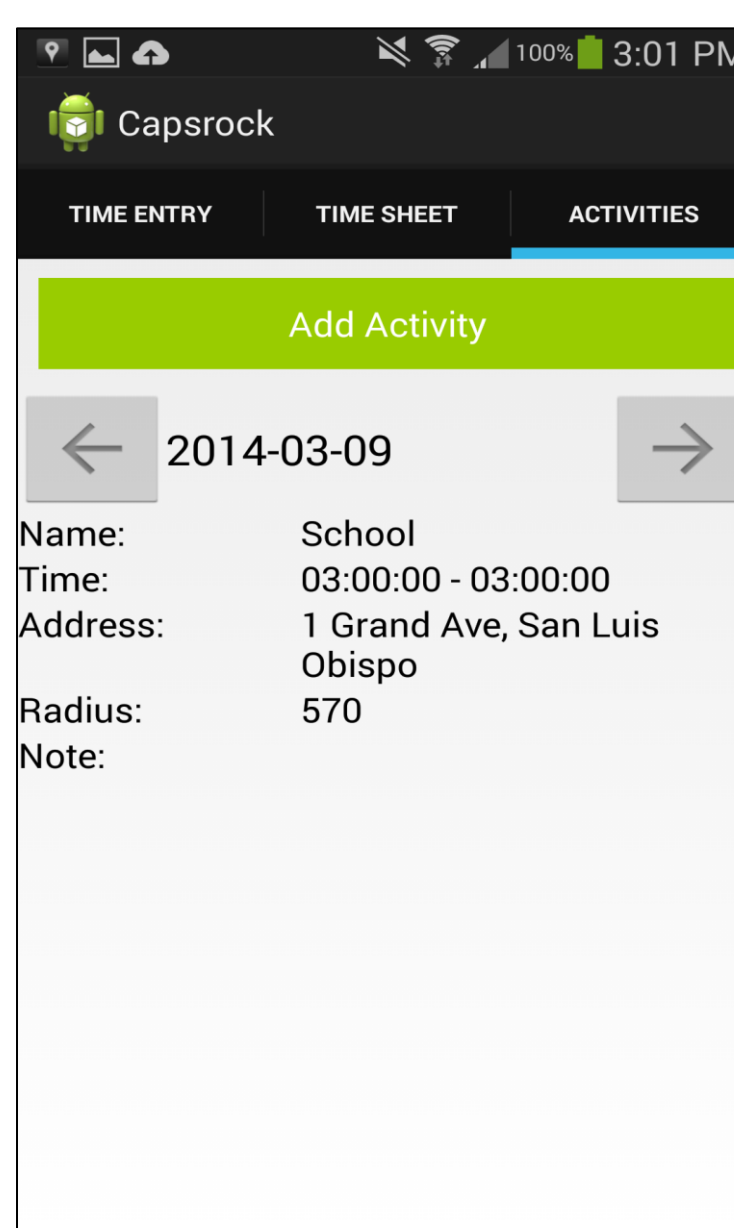 100% 3:01 PM
Capsrock
TIME ENTRY TIME SHEET ACTIVITIES
Add Activity
2014-03-09
Name: School
Time: 03:00:00 - 03:00:00
Address: 1 Grand Ave, San Luis
Obispo
Radius: 570
Note: